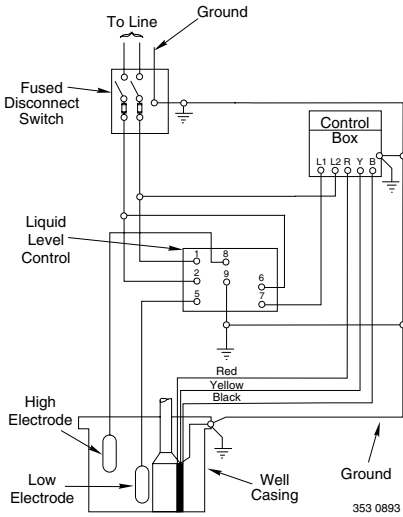 To Line
Ground
Fused
Disconnect
Switch
Control
Box
L1 L2 R Y B
Liquid
Level
Control
1
8
2
9
6
5
7
Red
Yellow
Black
High
Electrode
Low
Electrode
Well
Casing
Ground
353 0893